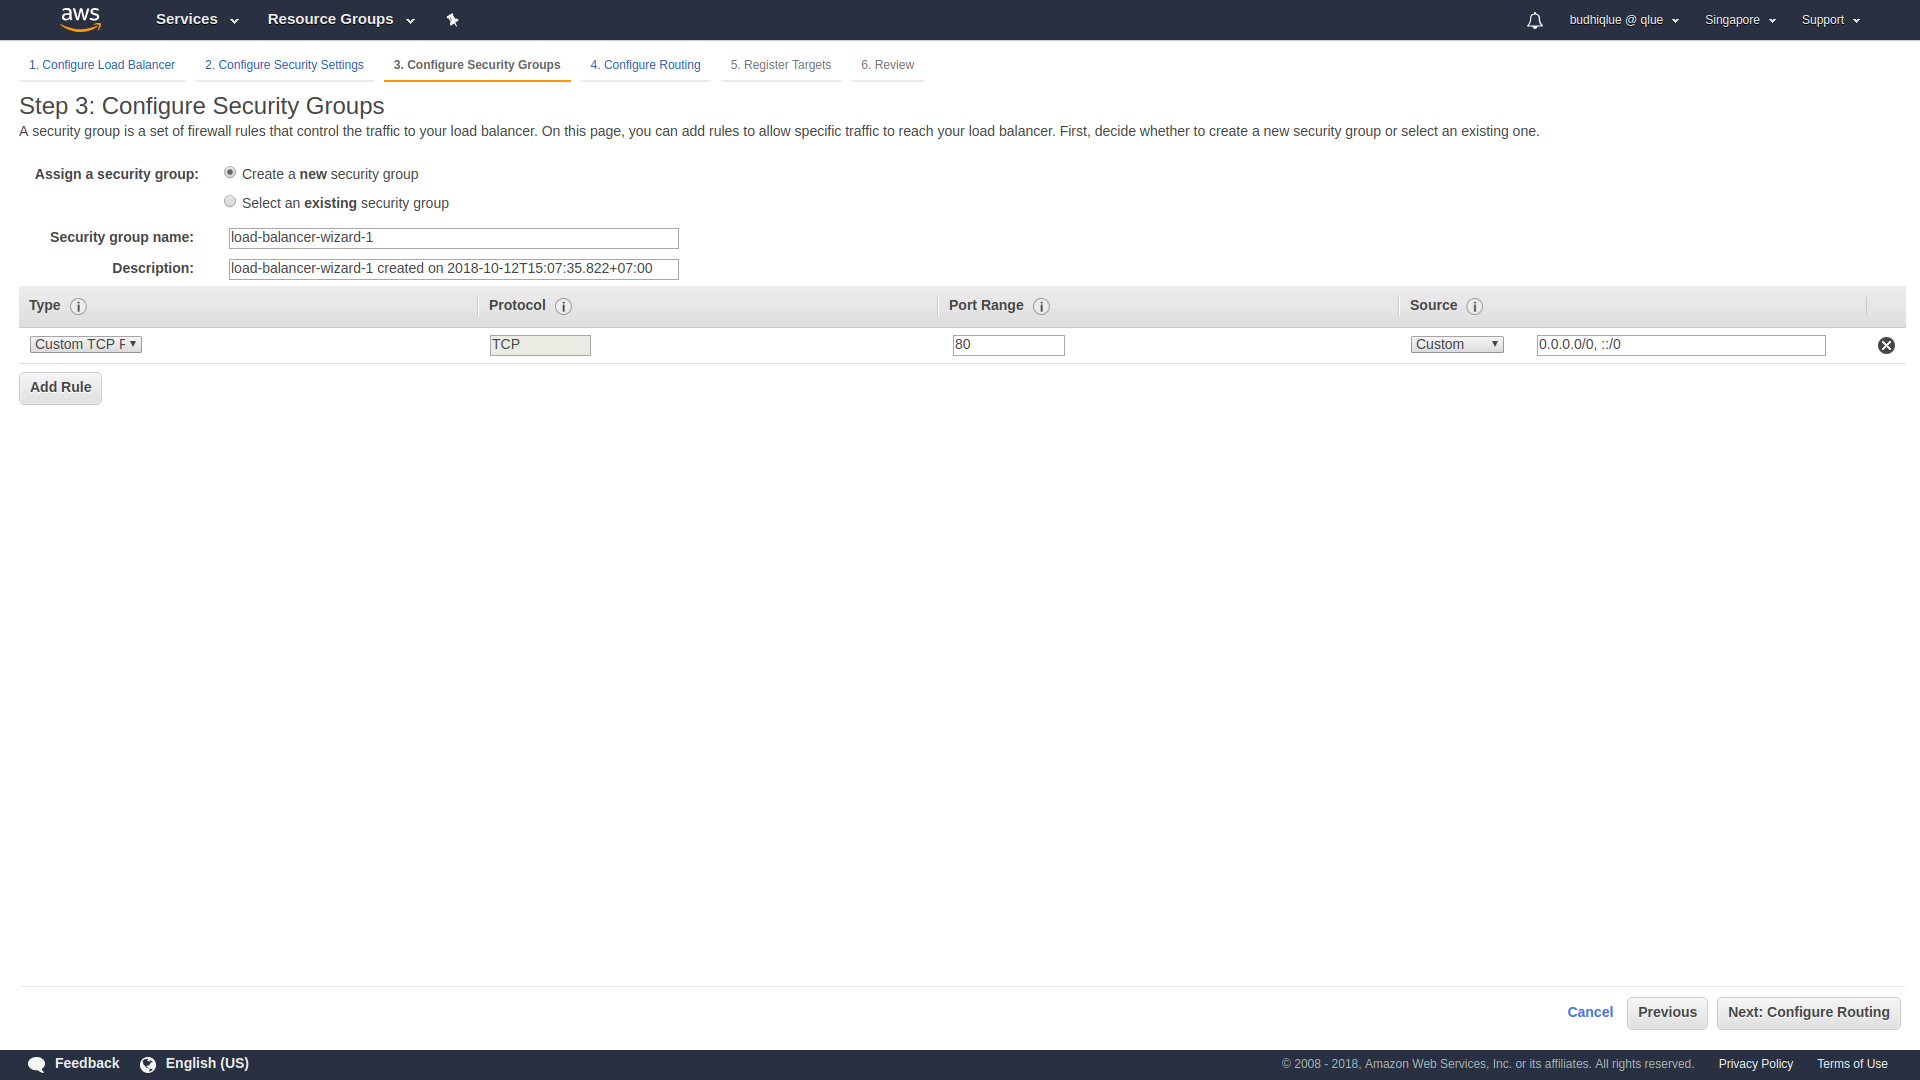 aws Services Resource Groups budhiqlue @ qlue Singapore Support
1. Configure Load Balancer 2. Configure Security Settings 3. Configure Security Groups 4. Configure Routing 5. Register Targets 6. Review
Step 3: Configure Security Groups
A security group is a set of firewall rules that control the traffic to your load balancer. On this page, you can add rules to allow specific traffic to reach your load balancer. First, decide whether to create a new security group or select an existing one.
Assign a security group: Create a new security group
Select an existing security group
Security group name: load-balancer-wizard-1
Description: load-balancer-wizard-1 created on 2018-10-12T15:07:35.822+07:00
Type Protocol Port Range Source
Custom TCP TCP 80 Custom 0.0.0.0/0, ::/0
Add Rule
Cancel Previous Next: Configure Routing
Feedback English (US) © 2008 - 2018, Amazon Web Services, Inc. or its affiliates. All rights reserved. Privacy Policy Terms of Use